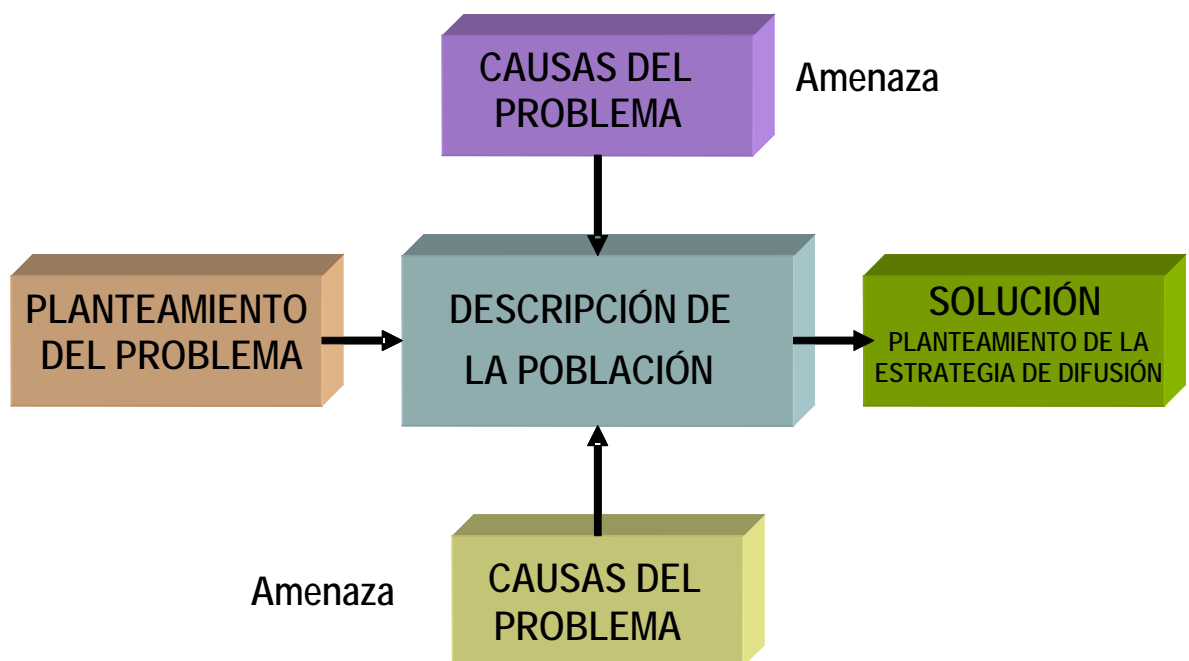 CAUSAS DEL
PROBLEMA
Amenaza
PLANTEAMIENTO
DEL PROBLEMA
DESCRIPCIÓN DE
LA POBLACIÓN
SOLUCIÓN
PLANTEAMIENTO DE LA
ESTRATEGIA DE DIFUSIÓN
Amenaza
CAUSAS DEL
PROBLEMA